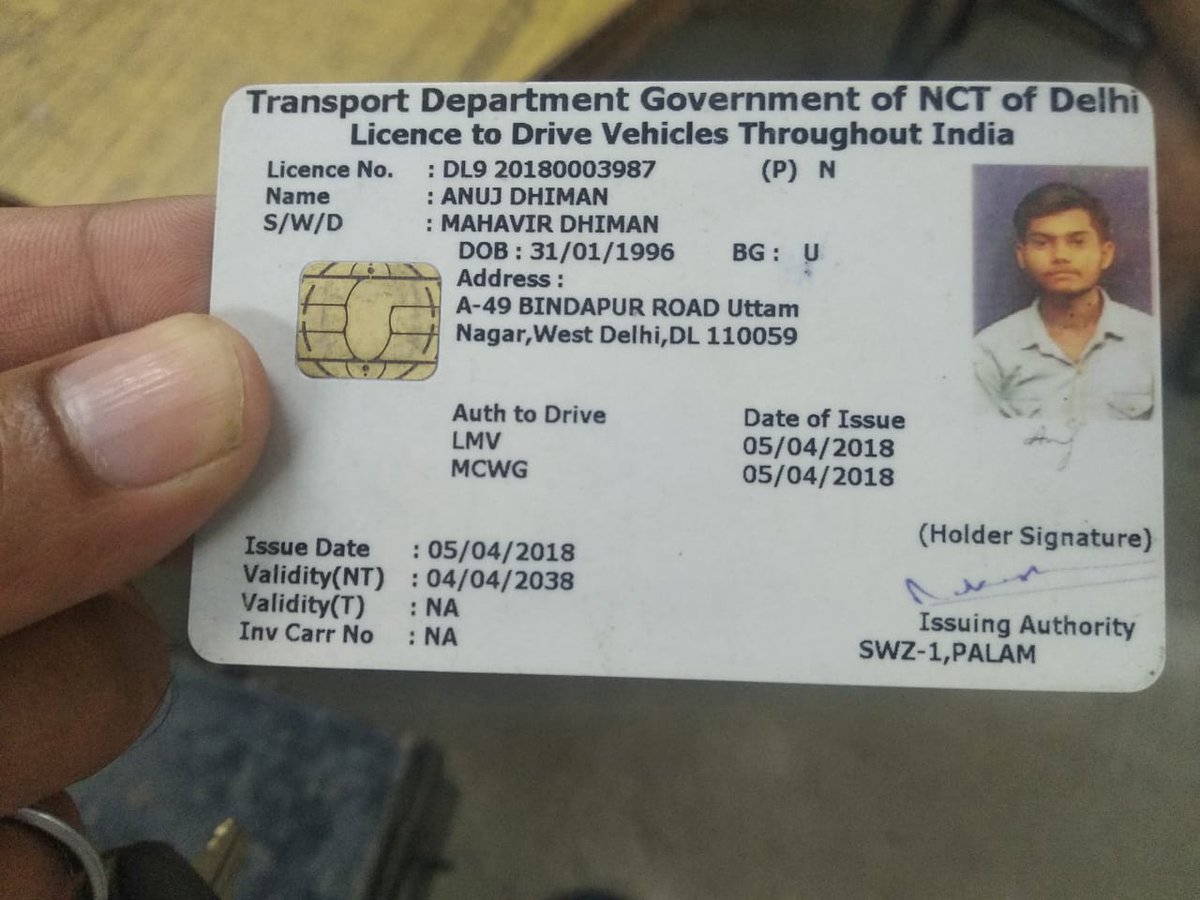 Transport Department Government of NCT of Delhi
Licence to Drive Vehicles Throughout India
Licence No. : DL9 20180003987 (P) N
Name : ANUJ DHIMAN
S/W/D : MAHAVIR DHIMAN
DOB : 31/01/1996 BG : U
Address :
A-49 BINDAPUR ROAD Uttam
Nagar,West Delhi,DL 110059
Auth to Drive Date of Issue
LMV 05/04/2018
MCWG 05/04/2018
(Holder Signature)
Issue Date : 05/04/2018
Validity(NT) : 04/04/2038
Validity(T) : NA
Inv Carr No : NA
Issuing Authority
SWZ-1,PALAM